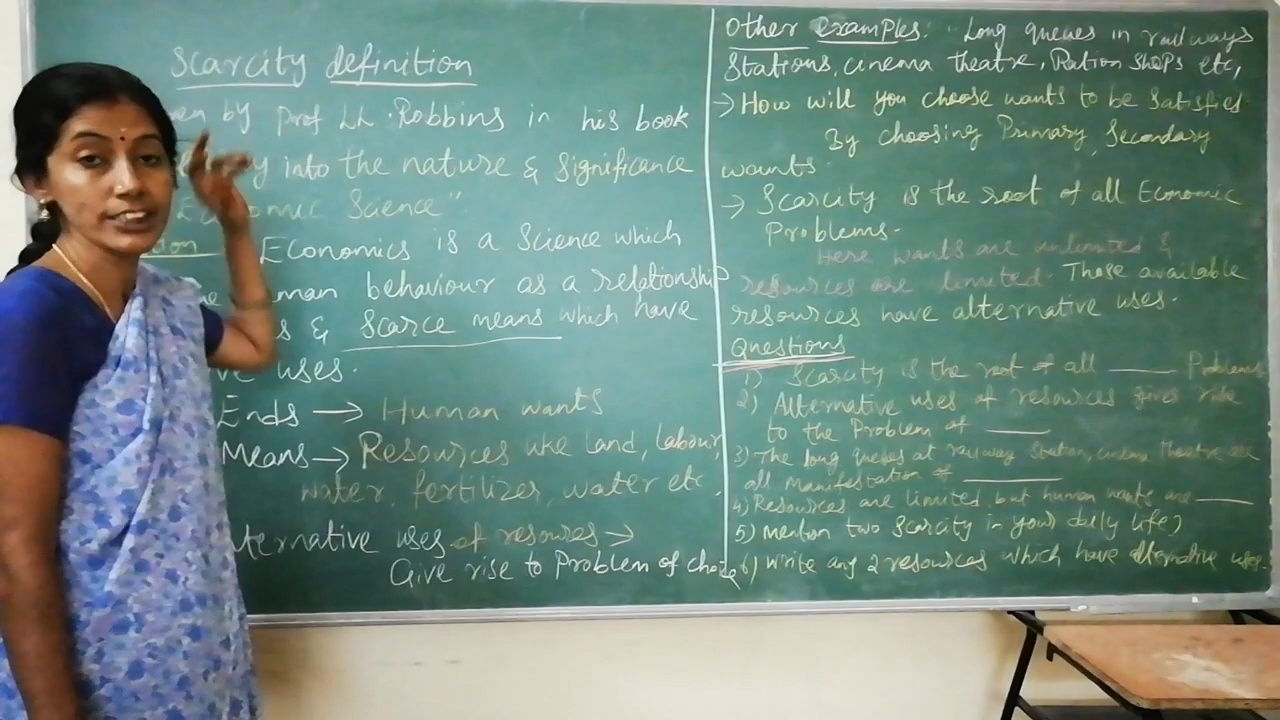 Scarcity definition
en by Prof LL. Robbins in his book
y into the nature & Significance
Economic Science".
Economics is a Science which
man behaviour as a relationship
s & Scarce means which have
ve uses.
Ends → Human wants
Means → Resources like land, labour,
water, fertilizer, water etc.
ternative uses of resources →
Give rise to Problem of choice
Other examples: Long queues in railways
Stations, cinema theatre, Ration Shops etc,
→ How will you choose wants to be Satisfied.
By choosing Primary, Secondary
wants.
→ Scarcity is the root of all Economic
Problems.
Here wants are unlimited &
resources are limited. Those available
resources have alternative uses.
Questions
1) Scarcity is the root of all ____ Problems
2) Alternative uses of resources gives rise
to the Problem of ____
3) The long queues at railway Station, cinema theatre are
all manifestation of ____
4) Resources are limited but human wants are ____
5) Mention two Scarcity in your daily life?
6) Write any 2 resources which have alternative uses.